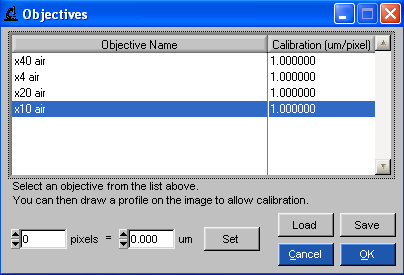 Objectives
Objective Name Calibration (um/pixel)
x40 air 1.000000
x4 air 1.000000
x20 air 1.000000
x10 air 1.000000
Select an objective from the list above.
You can then draw a profile on the image to allow calibration.
Load Save
0 pixels = 0.000 um Set
Cancel OK